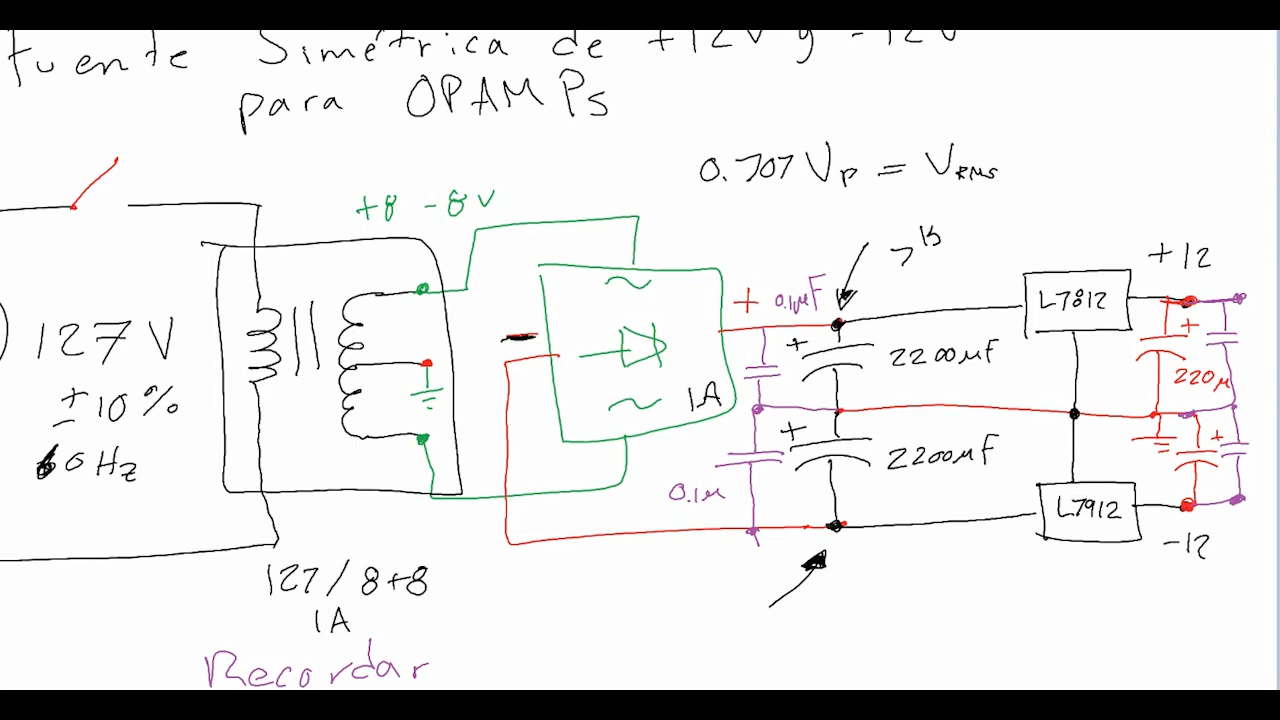 Fuente Simétrica de +12V y -12V
para OPAMPs
0.707 Vp = VRMS
+8 -8V
+12
+ 0.1μF
L7812
127V
± 10%
60Hz
-
+
2200μF
+
220μ
1A
+
2200μF
+
0.1μ
L7912
-12
127/8+8
1A
Recordar